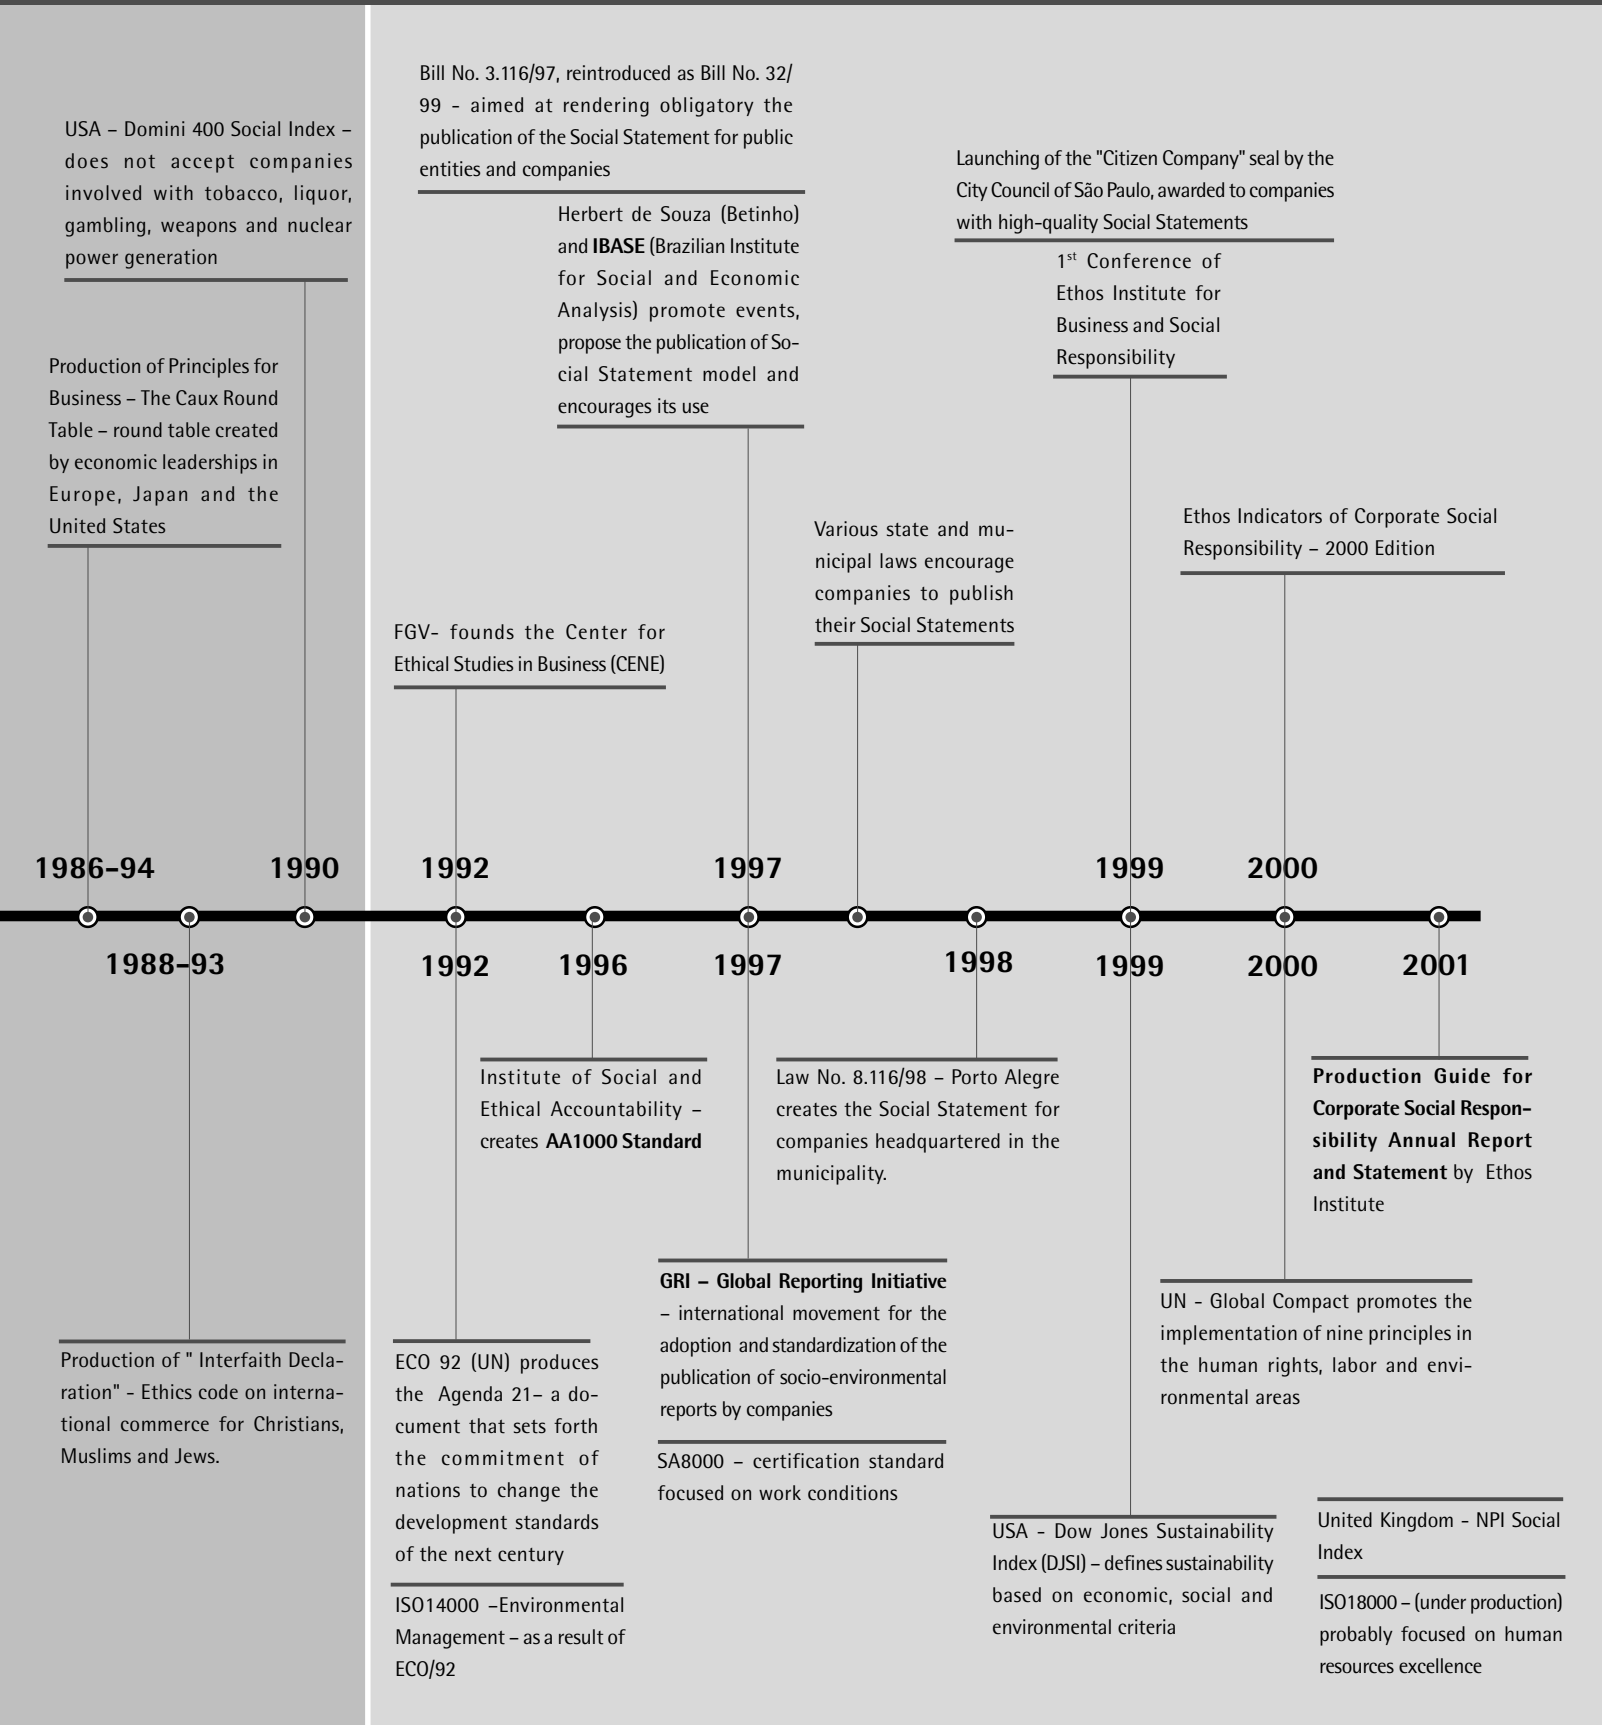 USA – Domini 400 Social Index –
does not accept companies
involved with tobacco, liquor,
gambling, weapons and nuclear
power generation
Production of Principles for
Business – The Caux Round
Table – round table created
by economic leaderships in
Europe, Japan and the
United States
Bill No. 3.116/97, reintroduced as Bill No. 32/
99 - aimed at rendering obligatory the
publication of the Social Statement for public
entities and companies
Herbert de Souza (Betinho)
and IBASE (Brazilian Institute
for Social and Economic
Analysis) promote events,
propose the publication of So-
cial Statement model and
encourages its use
FGV- founds the Center for
Ethical Studies in Business (CENE)
Various state and mu-
nicipal laws encourage
companies to publish
their Social Statements
Launching of the "Citizen Company" seal by the
City Council of São Paulo, awarded to companies
with high-quality Social Statements
1st Conference of
Ethos Institute for
Business and Social
Responsibility
Ethos Indicators of Corporate Social
Responsibility – 2000 Edition
1986-94 1990 1992 1997 1999 2000
1988-93 1992 1996 1997 1998 1999 2000 2001
Production of " Interfaith Decla-
ration" - Ethics code on interna-
tional commerce for Christians,
Muslims and Jews.
Institute of Social and
Ethical Accountability –
creates AA1000 Standard
ECO 92 (UN) produces
the Agenda 21– a do-
cument that sets forth
the commitment of
nations to change the
development standards
of the next century
ISO14000 –Environmental
Management – as a result of
ECO/92
Law No. 8.116/98 – Porto Alegre
creates the Social Statement for
companies headquartered in the
municipality.
GRI – Global Reporting Initiative
– international movement for the
adoption and standardization of the
publication of socio-environmental
reports by companies
SA8000 – certification standard
focused on work conditions
USA - Dow Jones Sustainability
Index (DJSI) – defines sustainability
based on economic, social and
environmental criteria
UN - Global Compact promotes the
implementation of nine principles in
the human rights, labor and envi-
ronmental areas
Production Guide for
Corporate Social Respon-
sibility Annual Report
and Statement by Ethos
Institute
United Kingdom - NPI Social
Index
ISO18000 – (under production)
probably focused on human
resources excellence